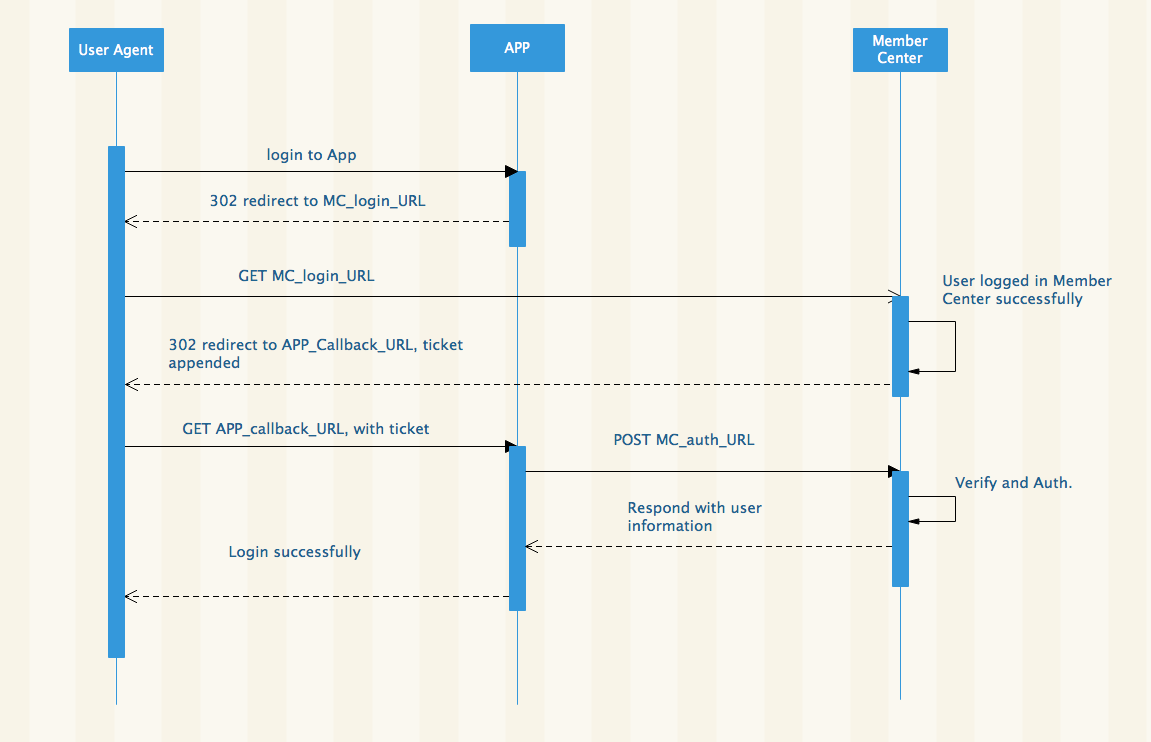 User Agent
APP
Member
Center
login to App
302 redirect to MC_login_URL
GET MC_login_URL
User logged in Member
Center successfully
302 redirect to APP_Callback_URL, ticket
appended
GET APP_callback_URL, with ticket
POST MC_auth_URL
Verify and Auth.
Respond with user
information
Login successfully